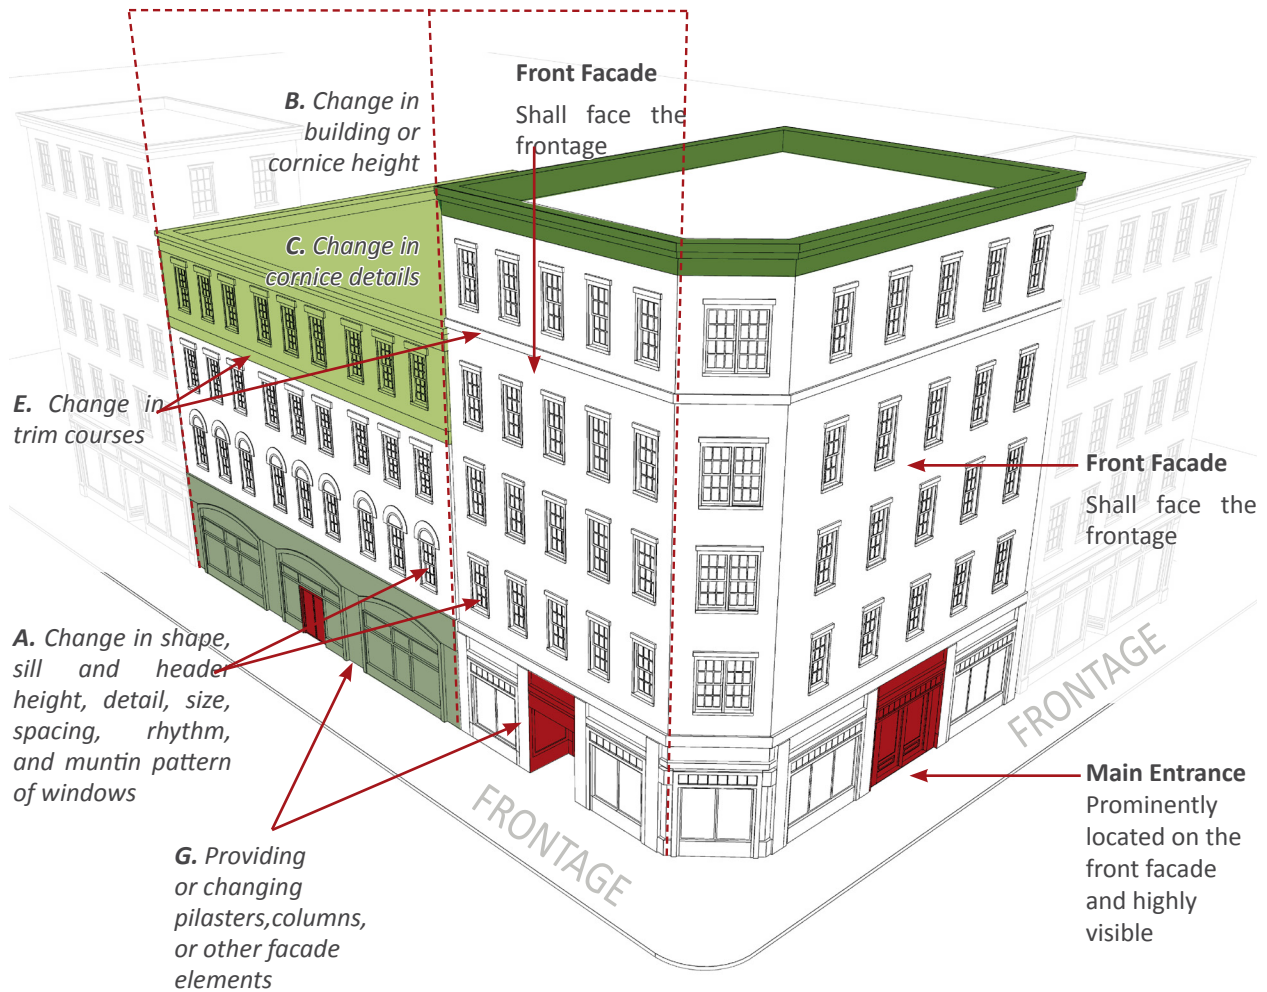 Front Facade
Shall face the
frontage
B. Change in
building or
cornice height
C. Change in
cornice details
E. Change in
trim courses
Front Facade
Shall face the
frontage
A. Change in shape,
sill and header
height, detail, size,
spacing, rhythm,
and muntin pattern
of windows
FRONTAGE
FRONTAGE
Main Entrance
Prominently
located on the
front facade
and highly
visible
G. Providing
or changing
pilasters,columns,
or other facade
elements